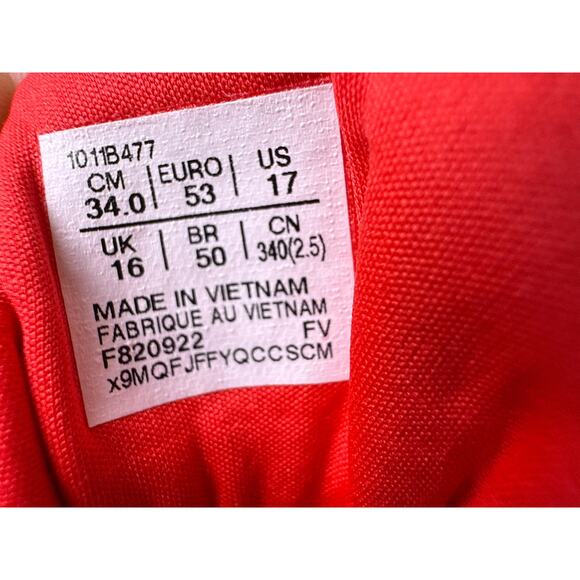 1011B477
CM 34.0 EURO 53 US 17
UK 16 BR 50 CN 340(2.5)
MADE IN VIETNAM
FABRIQUE AU VIETNAM
F820922 FV
x9MQFJFFYQCCSCM